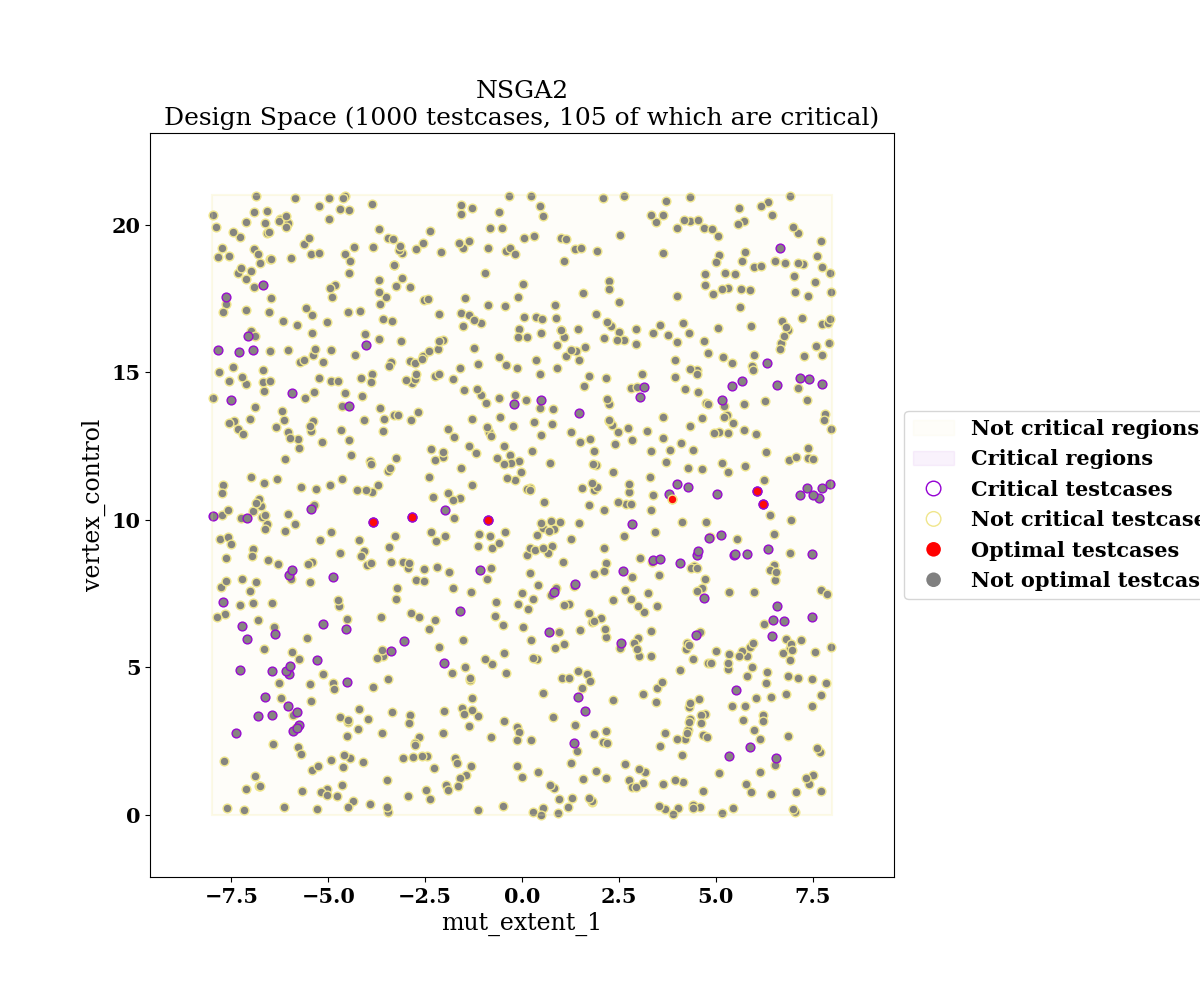 NSGA2
Design Space (1000 testcases, 105 of which are critical)
20
15
10
5
0
vertex_control
−7.5
−5.0
−2.5
0.0
2.5
5.0
7.5
mut_extent_1
Not critical regions
Critical regions
Critical testcases
Not critical testcase
Optimal testcases
Not optimal testcas